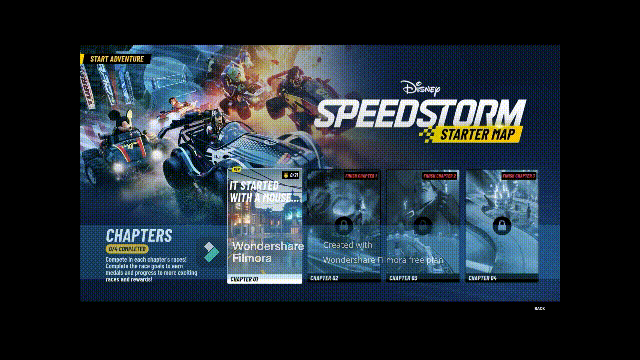 START ADVENTURE
Disney
SPEEDSTORM
STARTER MAP
IT STARTED
WITH A MOUSE...
FINISH CHAPTER 1
FINISH CHAPTER 2
FINISH CHAPTER 3
CHAPTERS
0/4 COMPLETED
Compete in each chapter's races!
Complete the race goals to earn
medals and progress to more exciting
races and rewards!
Wondershare
Filmora
Created with
Wondershare Filmora free plan
CHAPTER 01
CHAPTER 02
CHAPTER 03
CHAPTER 04
BACK